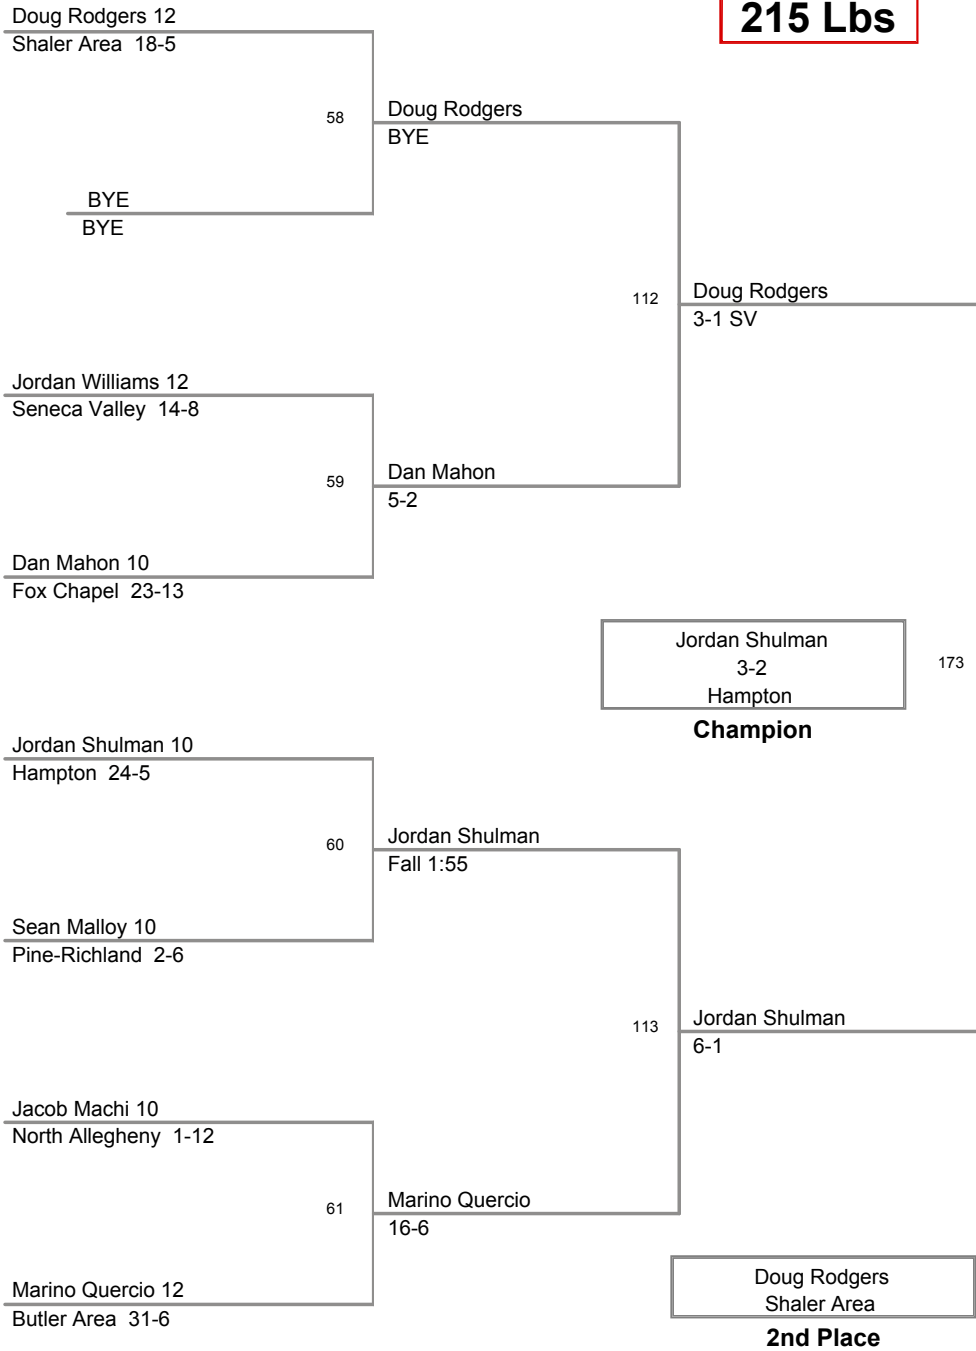 215 Lbs
Doug Rodgers 12
Shaler Area 18-5
58
Doug Rodgers
BYE
BYE
BYE
112
Doug Rodgers
3-1 SV
Jordan Williams 12
Seneca Valley 14-8
59
Dan Mahon
5-2
Dan Mahon 10
Fox Chapel 23-13
Jordan Shulman
3-2
Hampton
173
Champion
Jordan Shulman 10
Hampton 24-5
60
Jordan Shulman
Fall 1:55
Sean Malloy 10
Pine-Richland 2-6
113
Jordan Shulman
6-1
Jacob Machi 10
North Allegheny 1-12
61
Marino Quercio
16-6
Marino Quercio 12
Butler Area 31-6
Doug Rodgers
Shaler Area
2nd Place